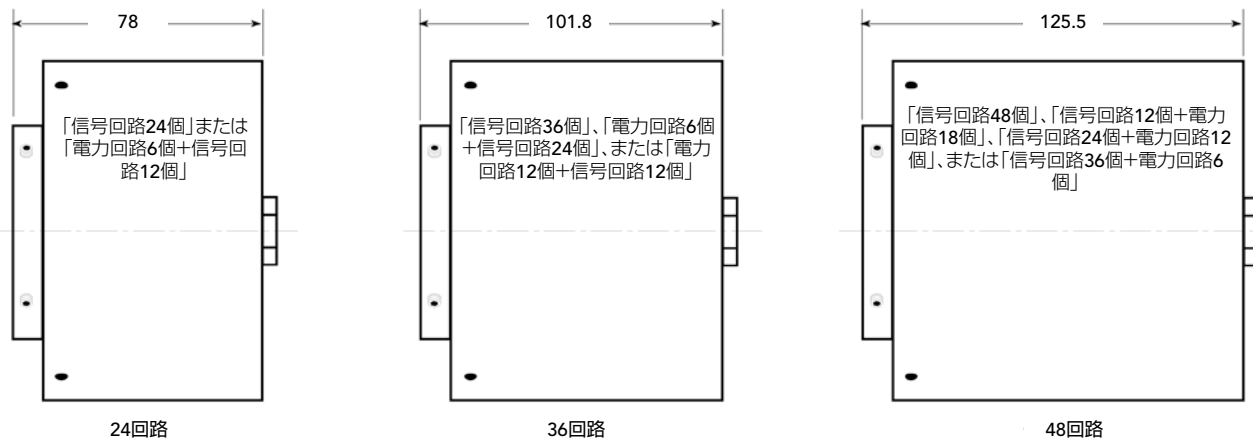 78
101.8
125.5
「信号回路24個」または
「電力回路6個+信号回
路12個」
「信号回路36個」、「電力回路6個
+信号回路24個」、または「電力
回路12個+信号回路12個」
「信号回路48個」、「信号回路12個+電力
回路18個」、「信号回路24個+電力回路12
個」、または「信号回路36個+電力回路6
個」
24回路
36回路
48回路